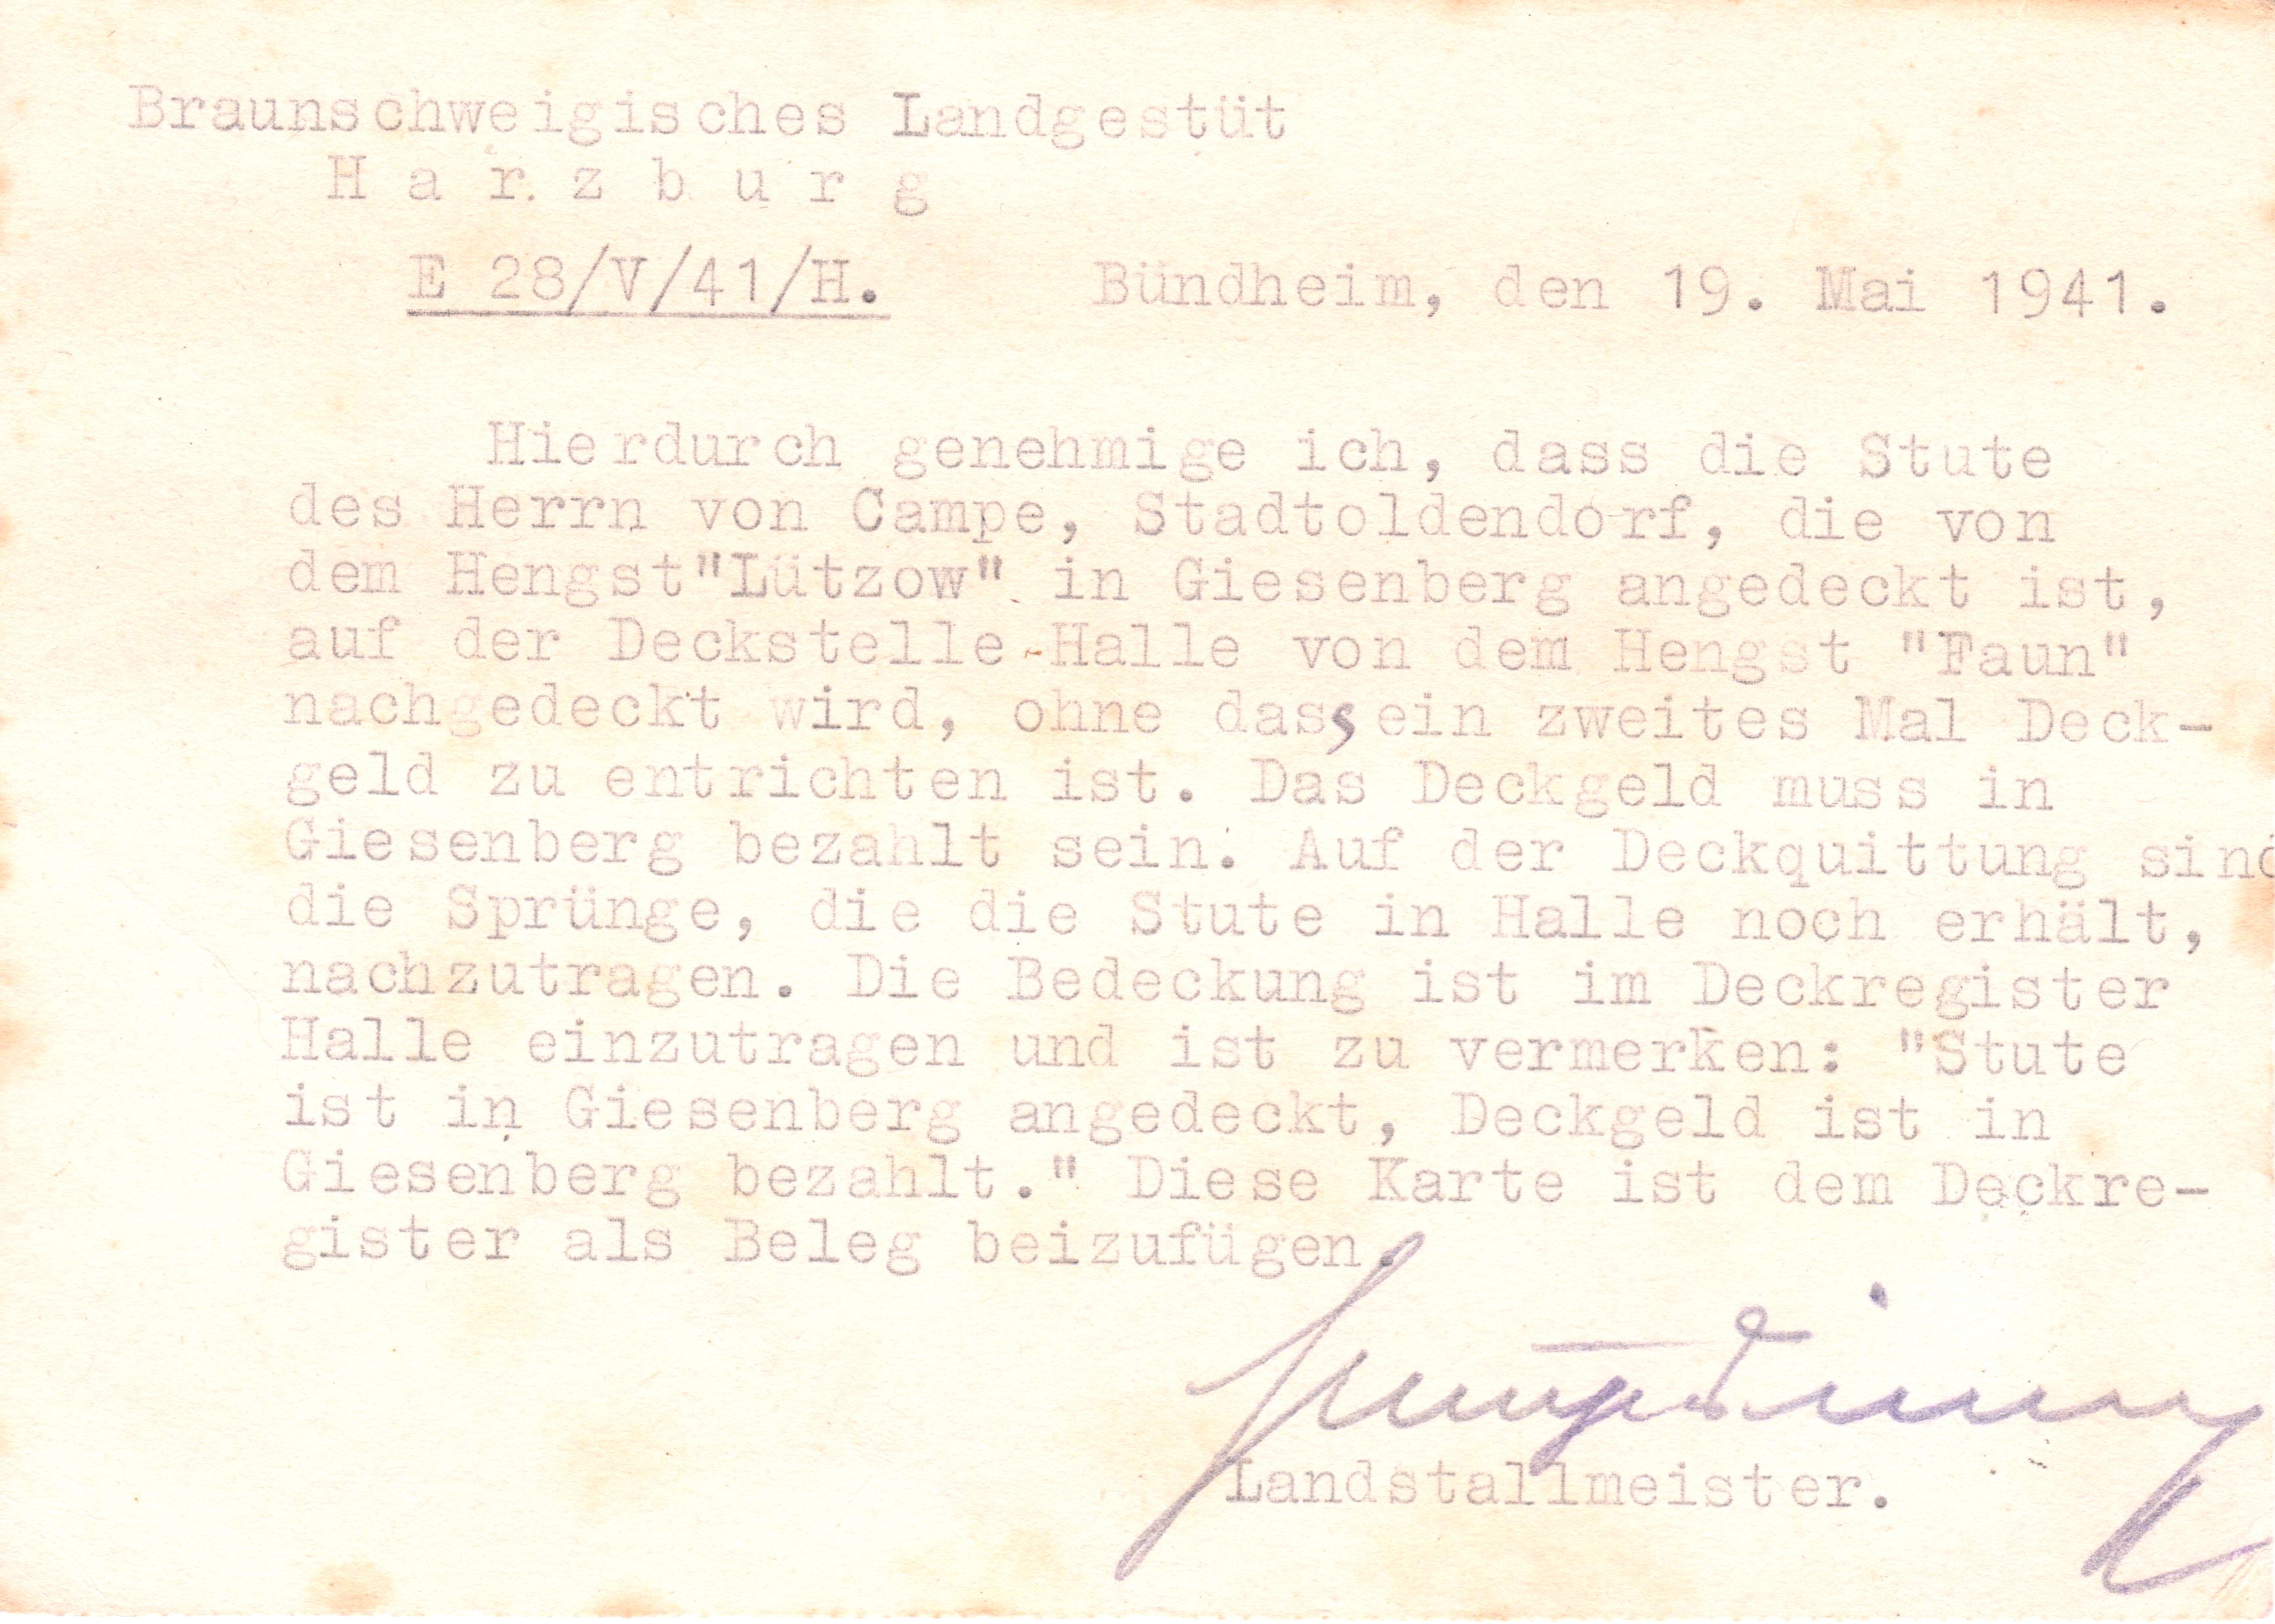 Braunschweigisches Landgestüt
H a r z b u r g
E 28/V/41/H. Bündheim, den 19. Mai 1941.
Hierdurch genehmige ich, dass die Stute
des Herrn von Campe, Stadtoldendorf, die von
dem Hengst"Lützow" in Giesenberg angedeckt ist,
auf der Deckstelle Halle von dem Hengst "Faun"
nachgedeckt wird, ohne dass ein zweites Mal Deck-
geld zu entrichten ist. Das Deckgeld muss in
Giesenberg bezahlt sein. Auf der Deckquittung sind
die Sprünge, die die Stute in Halle noch erhält,
nachzutragen. Die Bedeckung ist im Deckregister
Halle einzutragen und ist zu vermerken: "Stute
ist in Giesenberg angedeckt, Deckgeld ist in
Giesenberg bezahlt." Diese Karte ist dem Deckre-
gister als Beleg beizufügen.
Landstallmeister.